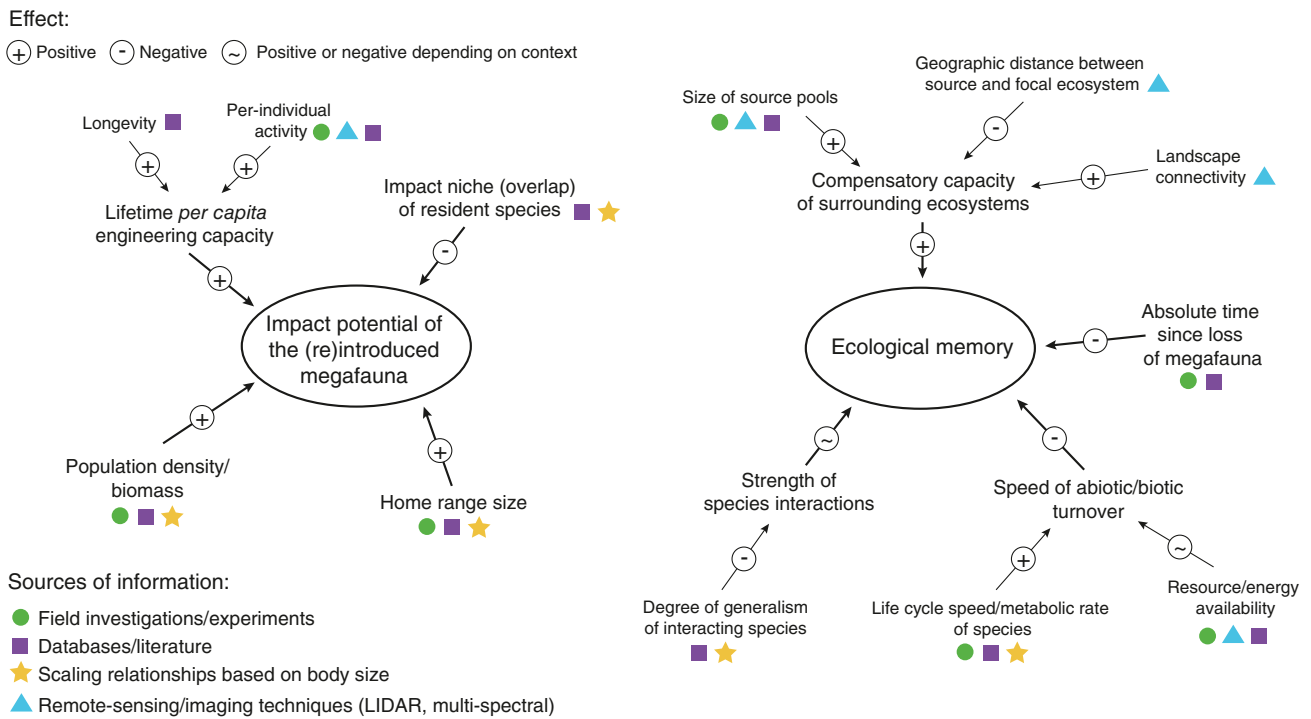 Effect:
+ Positive - Negative ~ Positive or negative depending on context
Longevity
Per-individual
activity
+
+
Lifetime per capita
engineering capacity
+
Impact niche (overlap)
of resident species
-
Impact potential of
the (re)introduced
megafauna
+
Population density/
biomass
+
Home range size
Sources of information:
Field investigations/experiments
Databases/literature
Scaling relationships based on body size
Remote-sensing/imaging techniques (LIDAR, multi-spectral)
Size of source pools
Geographic distance between
source and focal ecosystem
Landscape
connectivity
+
-
+
Compensatory capacity
of surrounding ecosystems
+
Ecological memory
-
Absolute time
since loss
of megafauna
~
Strength of
species interactions
-
Degree of generalism
of interacting species
-
Speed of abiotic/biotic
turnover
+
Life cycle speed/metabolic rate
of species
~
Resource/energy
availability